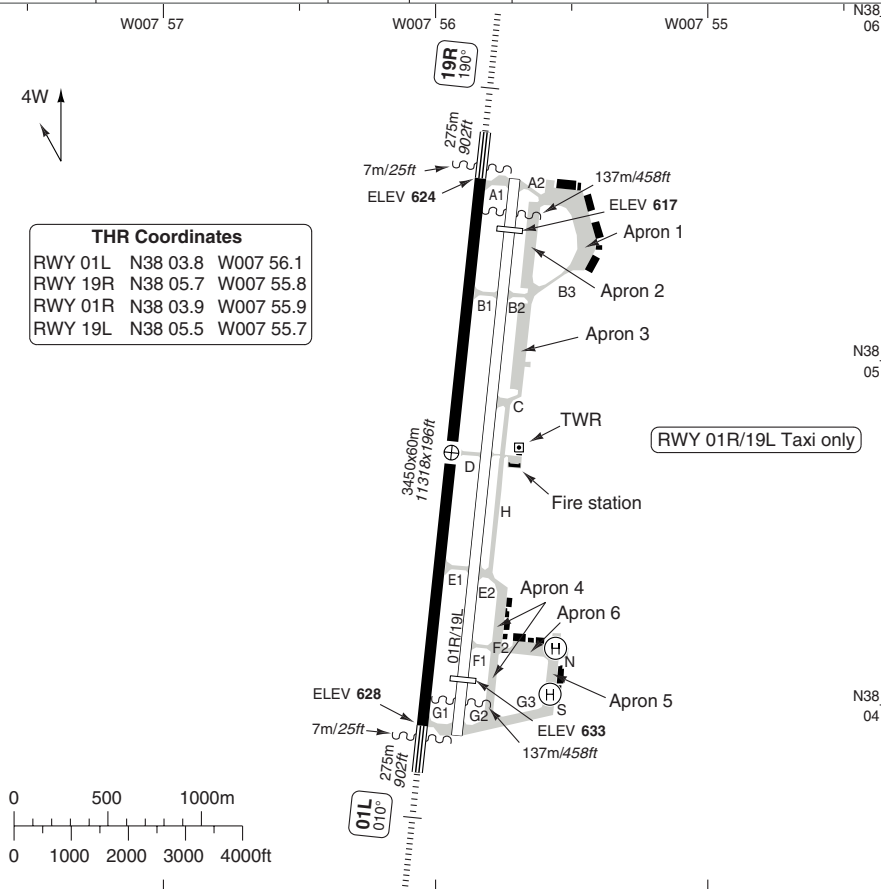 W007 57
W007 56
W007 55
N38
06
19R
190°
4W
275m
902ft
7m/25ft
ELEV 624
A1
A2
137m/458ft
ELEV 617
Apron 1
THR Coordinates
RWY 01L N38 03.8 W007 56.1
RWY 19R N38 05.7 W007 55.8
RWY 01R N38 03.9 W007 55.9
RWY 19L N38 05.5 W007 55.7
B3
Apron 2
B1
B2
Apron 3
N38
05
C
TWR
RWY 01R/19L Taxi only
3450x60m
11318x196ft
D
Fire station
H
E1
E2
Apron 4
Apron 6
01R/19L
F2
H
F1
N
ELEV 628
H
Apron 5
N38
04
G1
G2
G3
S
7m/25ft
ELEV 633
137m/458ft
275m
902ft
01L
010°
0 500 1000m
0 1000 2000 3000 4000ft